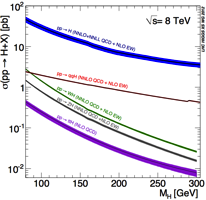 √s= 8 TeV
LHC HIGGS XS WG 2012
σ(pp → H+X) [pb]
10²
10
1
10⁻¹
10⁻²
pp → H (NNLO+NNLL QCD + NLO EW)
pp → qqH (NNLO QCD + NLO EW)
pp → WH (NNLO QCD + NLO EW)
pp → ZH (NNLO QCD + NLO EW)
pp → ttH (NLO QCD)
100 150 200 250 300
M_H [GeV]